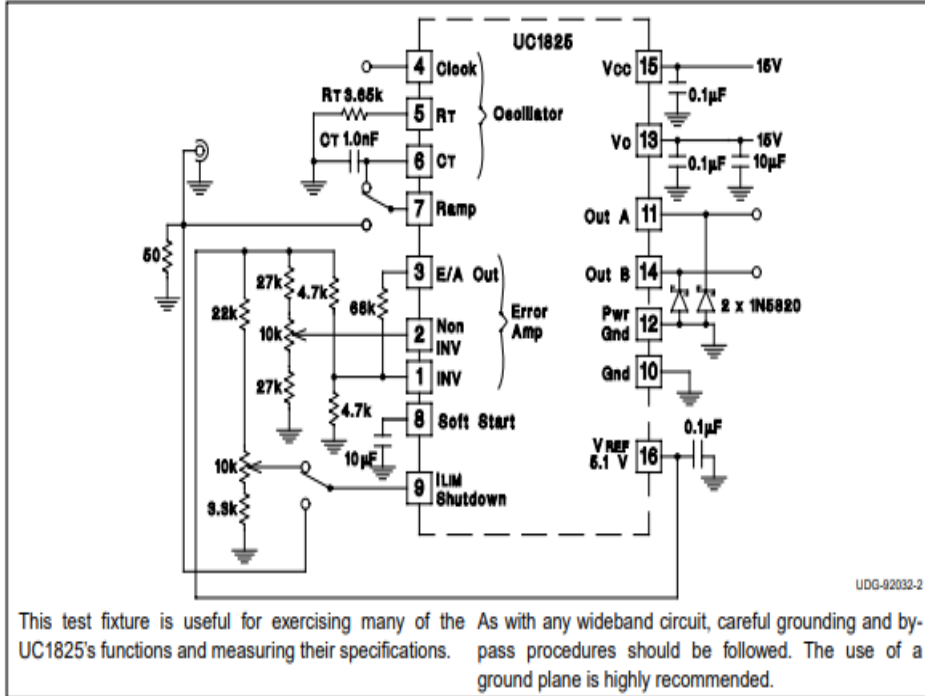 UC1825
4 Clock
RT 3.65k
5 RT
Oscillator
CT 1.0nF
6 CT
7 Ramp
50
3 E/A Out
27k
4.7k
68k
22k
Error
Amp
10k
2 Non
INV
1 INV
27k
4.7k
8 Soft Start
10µF
10k
9 ILIM
Shutdown
3.3k
Vcc 15
15V
0.1µF
Vo 13
15V
0.1µF
10µF
Out A 11
Out B 14
2 x 1N5820
Pwr
Gnd 12
Gnd 10
0.1µF
VREF
5.1 V 16
UDG-92032-2
This test fixture is useful for exercising many of the
UC1825's functions and measuring their specifications.
As with any wideband circuit, careful grounding and by-
pass procedures should be followed. The use of a
ground plane is highly recommended.